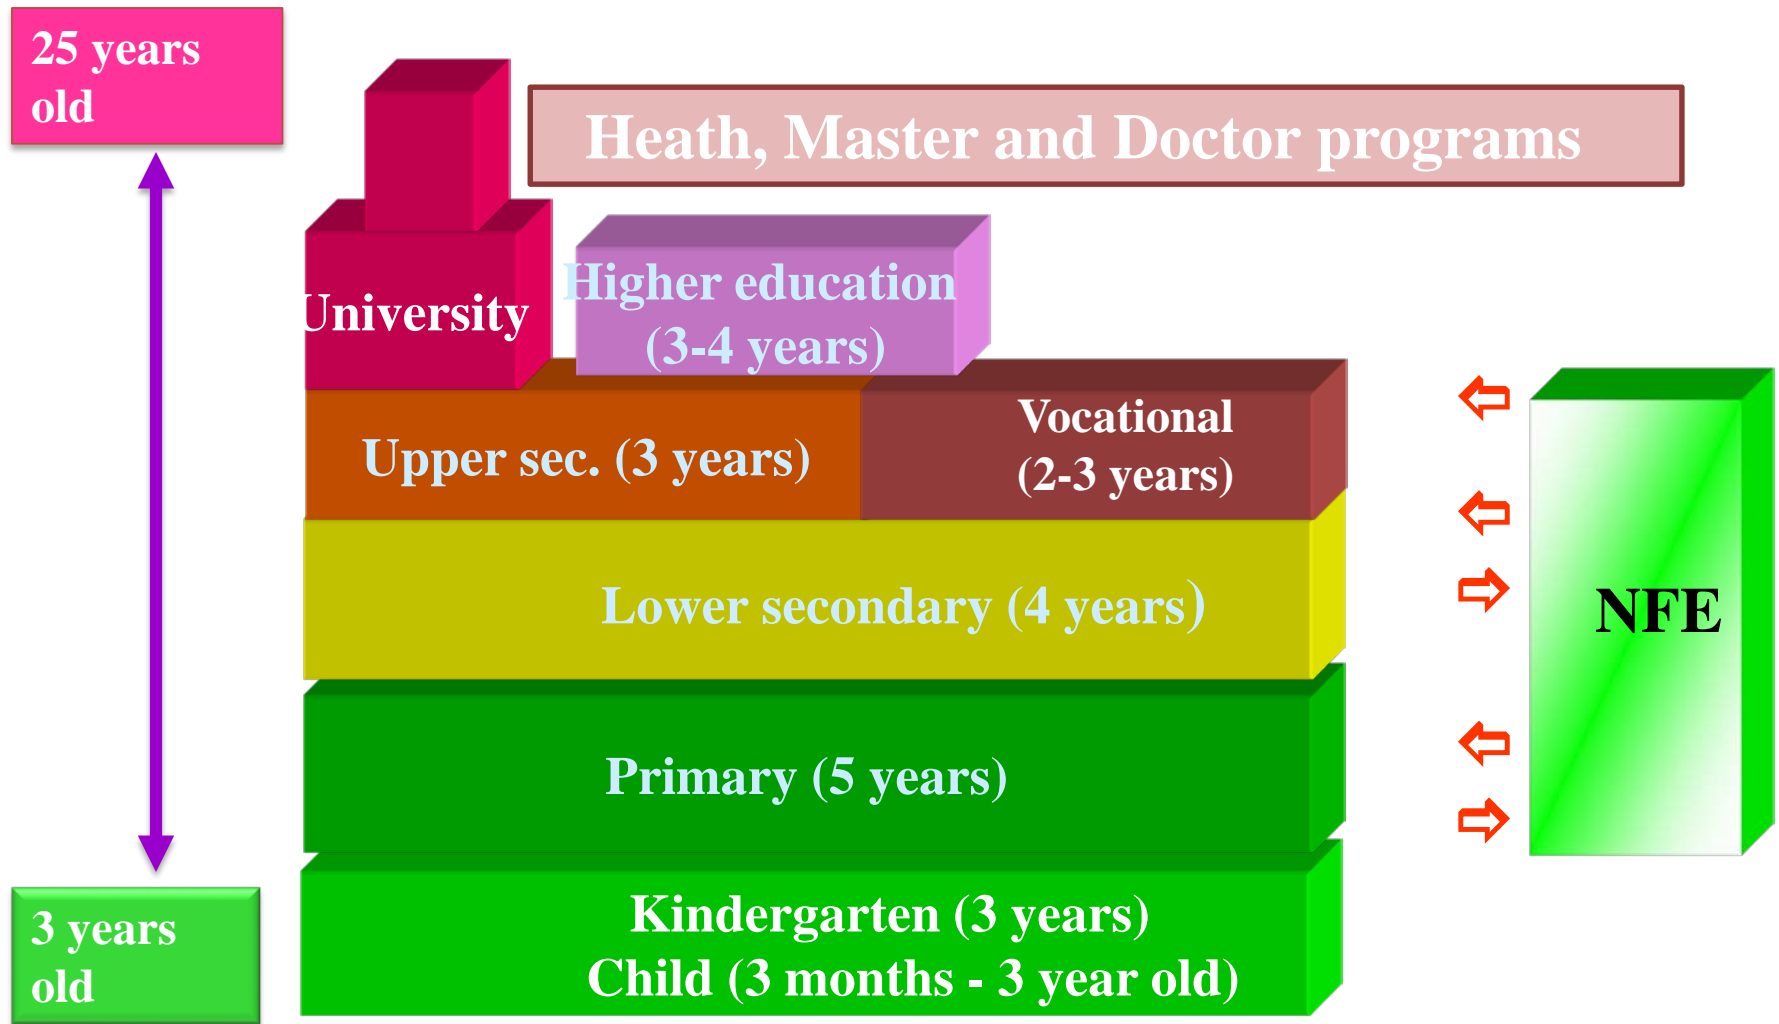 25 years
old
Heath, Master and Doctor programs
University
Higher education
(3-4 years)
Upper sec. (3 years)
Vocational
(2-3 years)
Lower secondary (4 years)
NFE
Primary (5 years)
3 years
old
Kindergarten (3 years)
Child (3 months - 3 year old)